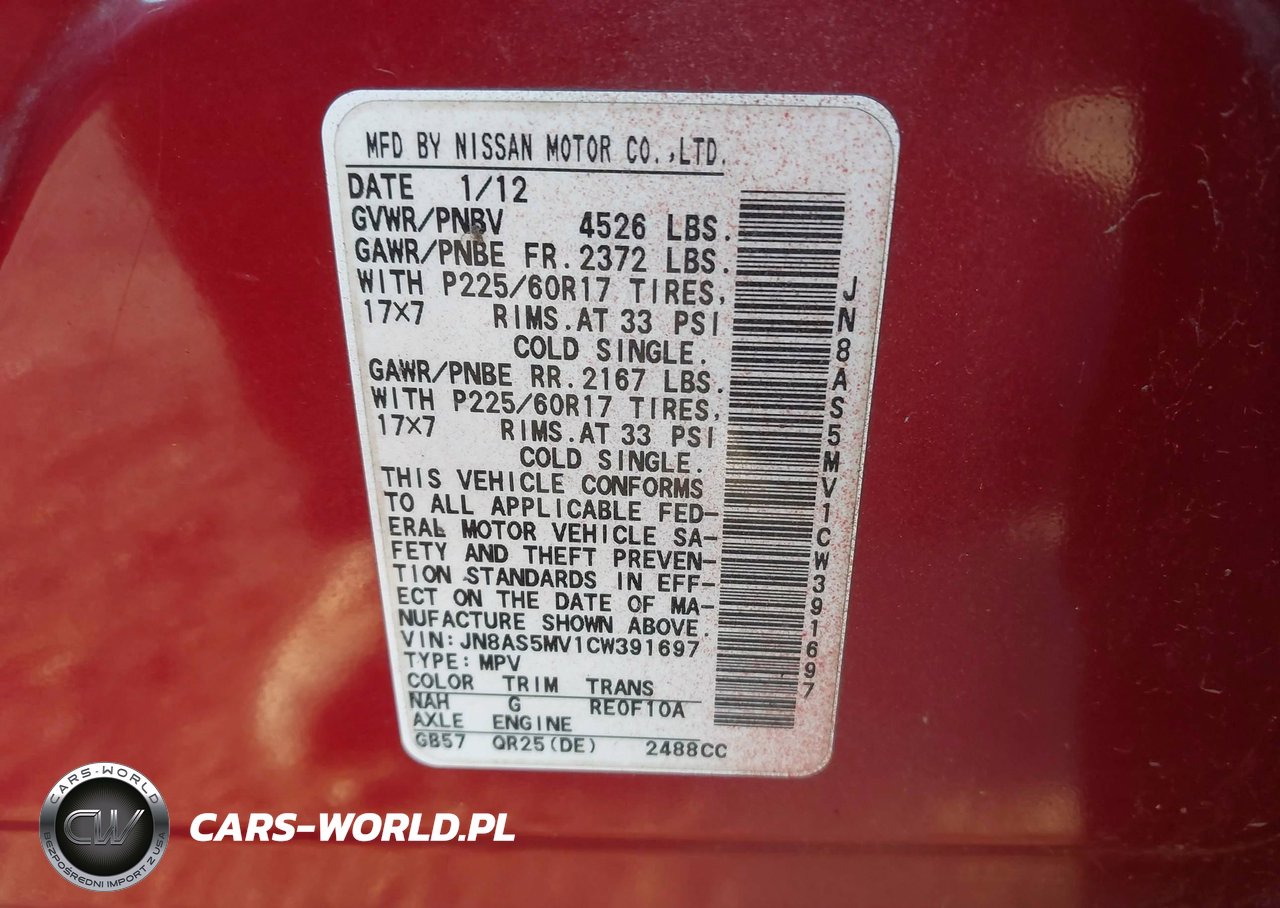 MFD BY NISSAN MOTOR CO.,LTD.
DATE 1/12
GVWR/PNBV 4526 LBS.
GAWR/PNBE FR.2372 LBS.
WITH P225/60R17 TIRES,
17×7 RIMS.AT 33 PSI
COLD SINGLE.
GAWR/PNBE RR.2167 LBS.
WITH P225/60R17 TIRES,
17×7 RIMS.AT 33 PSI
COLD SINGLE.
THIS VEHICLE CONFORMS
TO ALL APPLICABLE FED-
ERAL MOTOR VEHICLE SA-
FETY AND THEFT PREVEN-
TION STANDARDS IN EFF-
ECT ON THE DATE OF MA-
NUFACTURE SHOWN ABOVE.
VIN:JN8AS5MV1CW391697
TYPE:MPV
COLOR TRIM TRANS
NAH G RE0F10A
AXLE ENGINE
GB57 QR25(DE) 2488CC
JN8AS5MV1CW391697
CARS-WORLD
CW
BEZPOŚREDNI IMPORT Z USA
CARS-WORLD.PL